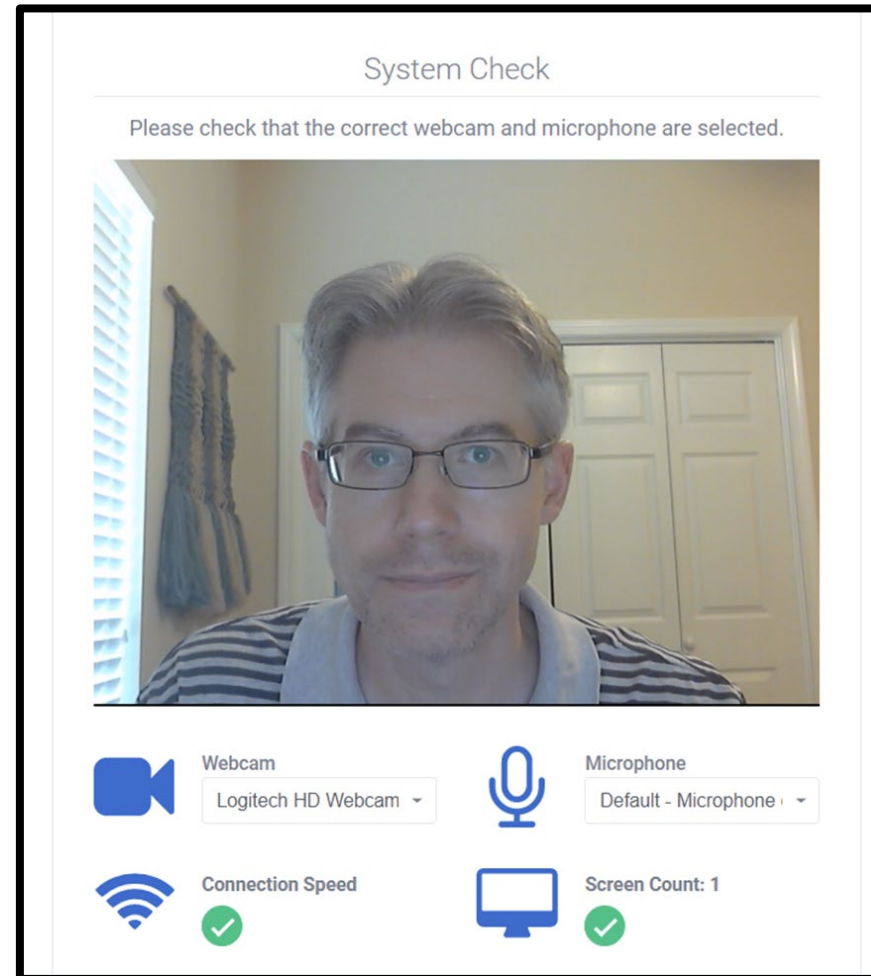 System Check
Please check that the correct webcam and microphone are selected.
Webcam
Logitech HD Webcam
Microphone
Default - Microphone
Connection Speed
Screen Count: 1